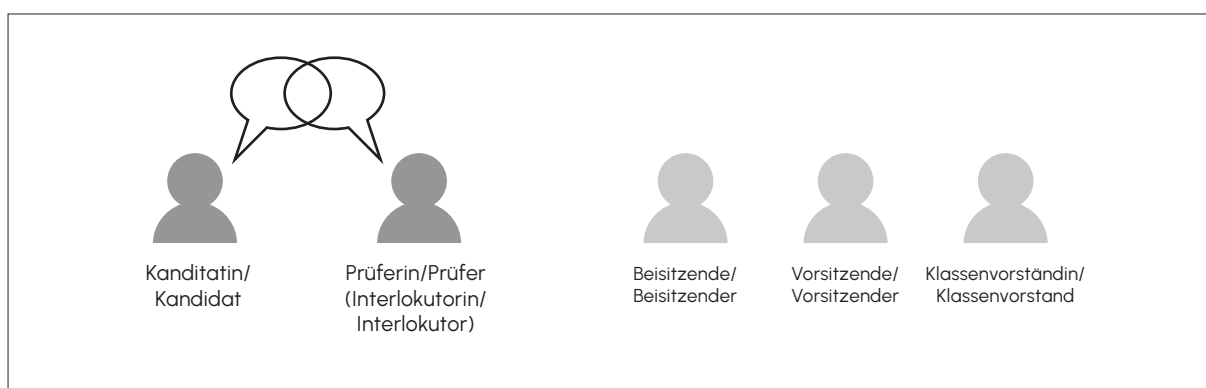 Kanditatin/
Kandidat
Prüferin/Prüfer
(Interlokutorin/
Interlokutor)
Beisitzende/
Beisitzender
Vorsitzende/
Vorsitzender
Klassenvorständin/
Klassenvorstand